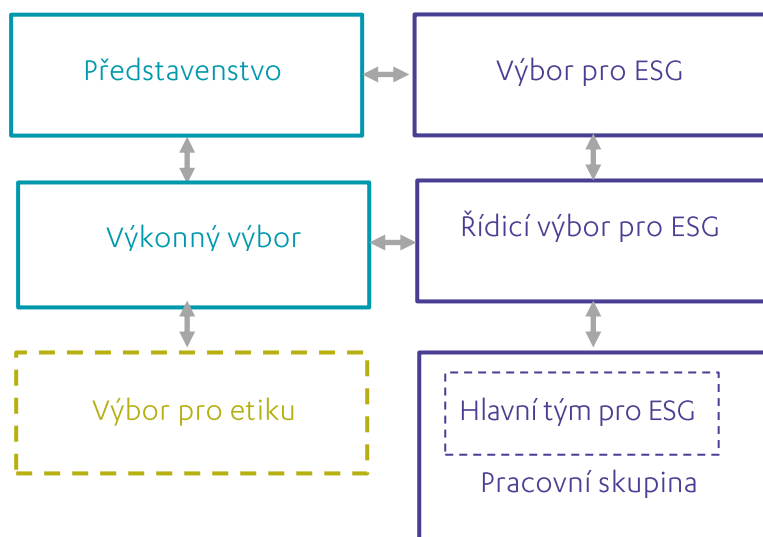 Představenstvo
Výbor pro ESG
Výkonný výbor
Řídicí výbor pro ESG
Výbor pro etiku
Hlavní tým pro ESG
Pracovní skupina